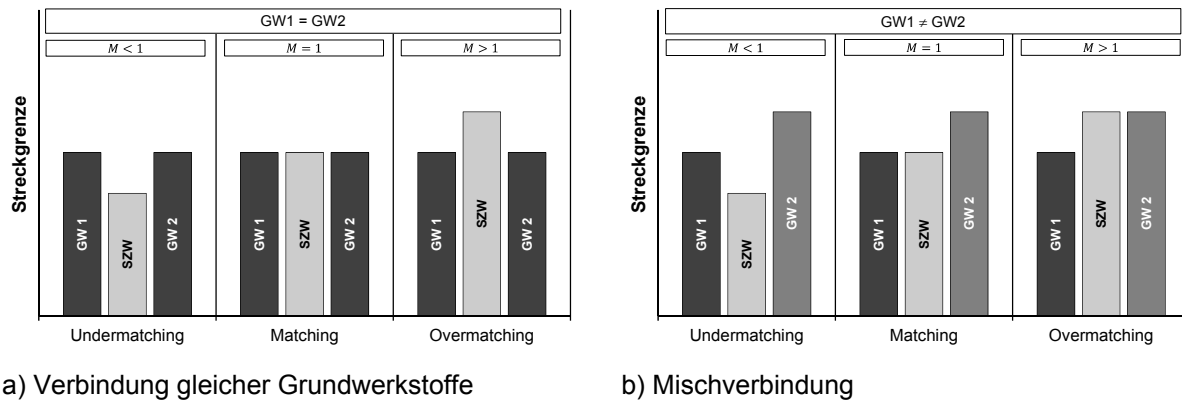 GW1 = GW2
M < 1
M = 1
M > 1
Streckgrenze
GW 1
SZW
GW 2
GW 1
SZW
GW 2
GW 1
SZW
GW 2
Undermatching
Matching
Overmatching
a) Verbindung gleicher Grundwerkstoffe
GW1 ≠ GW2
M < 1
M = 1
M > 1
Streckgrenze
GW 1
SZW
GW 2
GW 1
SZW
GW 2
GW 1
SZW
GW 2
Undermatching
Matching
Overmatching
b) Mischverbindung